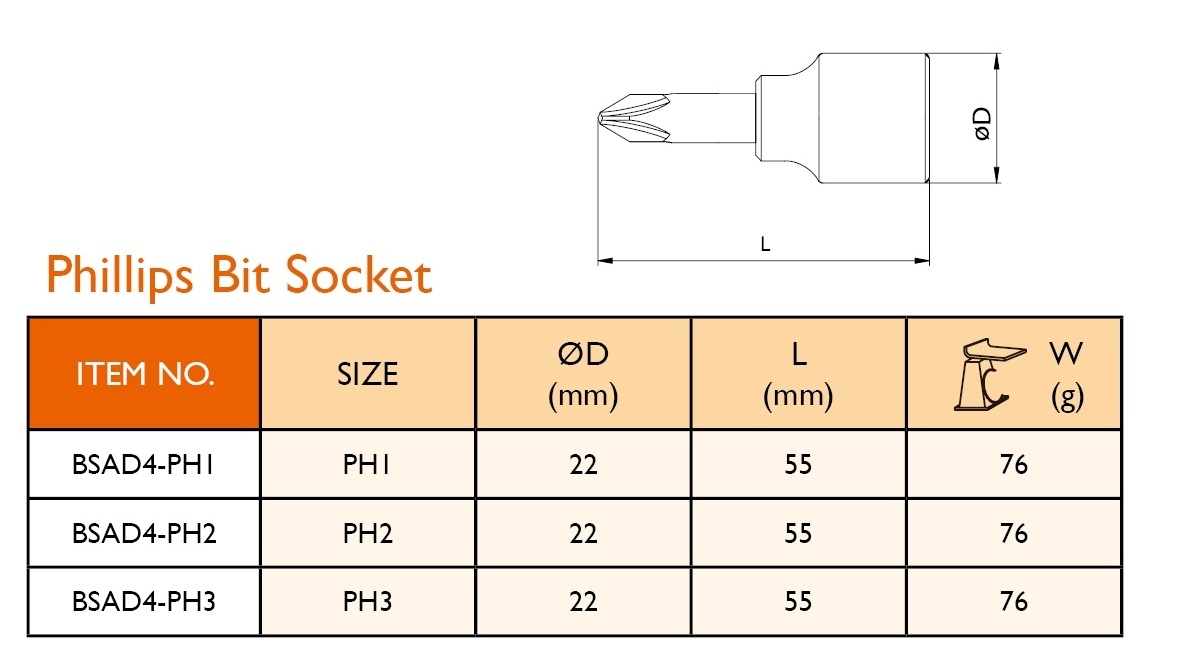 øD
L
Phillips Bit Socket
ITEM NO. SIZE ØD (mm) L (mm) W (g)
BSAD4-PH1 PH1 22 55 76
BSAD4-PH2 PH2 22 55 76
BSAD4-PH3 PH3 22 55 76